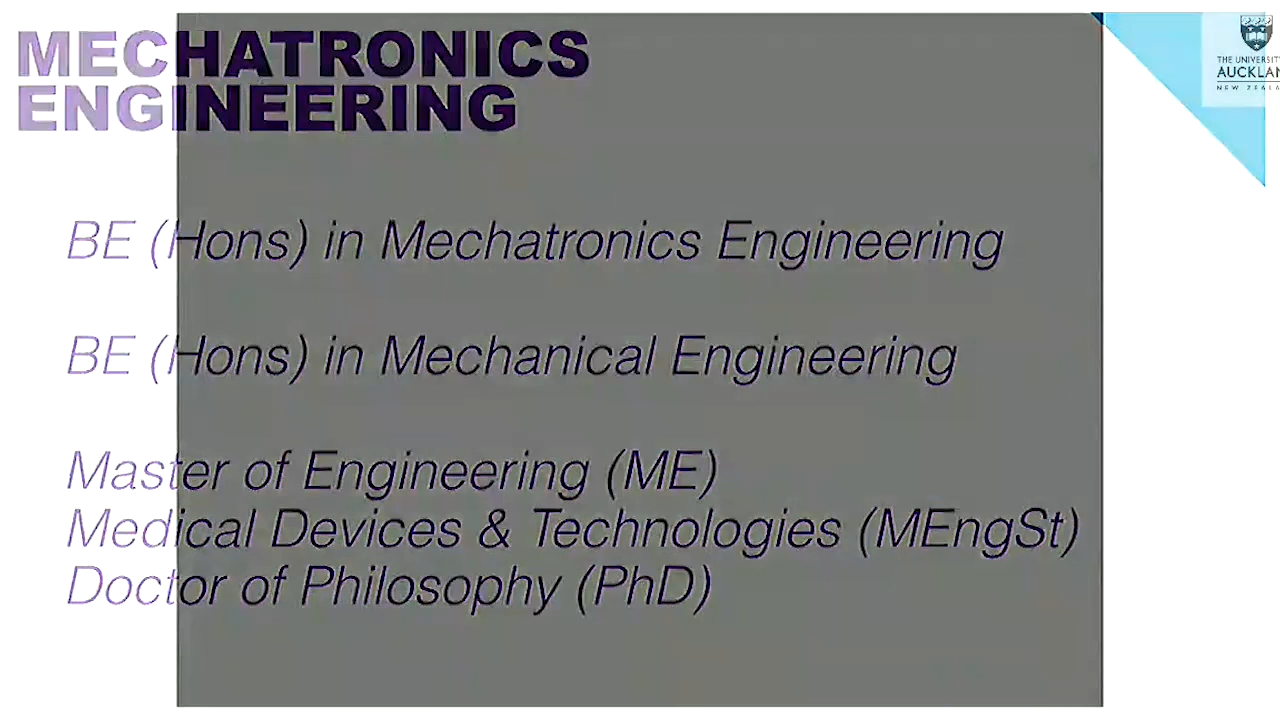 MECHATRONICS
ENGINEERING
THE UNIVERSIT
AUCKLAN
NEW ZEALA
BE (Hons) in Mechatronics Engineering
BE (Hons) in Mechanical Engineering
Master of Engineering (ME)
Medical Devices & Technologies (MEngSt)
Doctor of Philosophy (PhD)